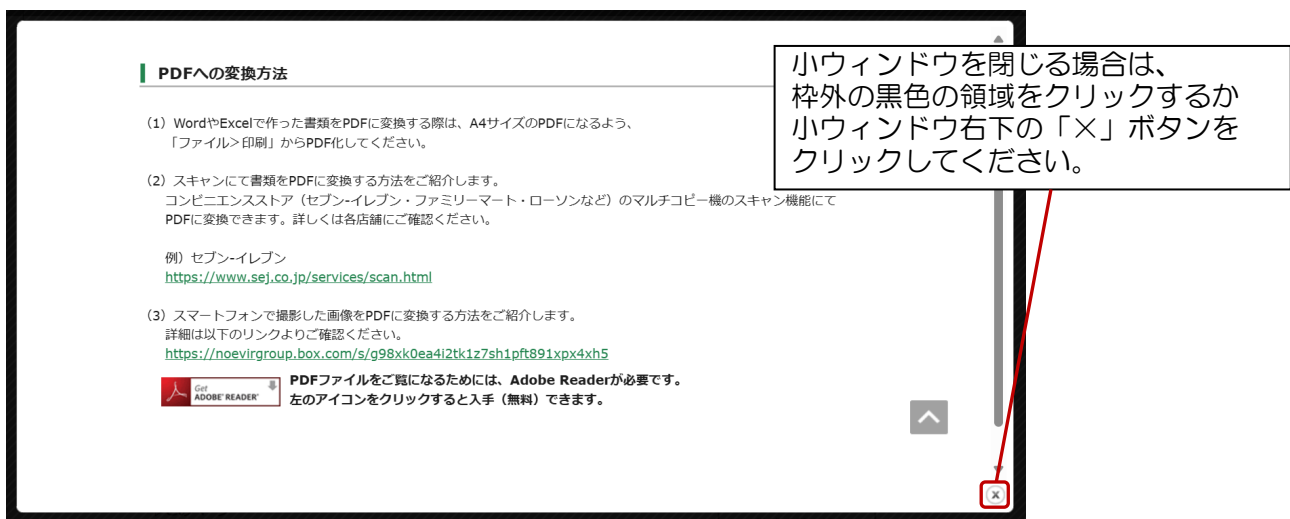 PDFへの変換方法
(1) WordやExcelで作った書類をPDFに変換する際は、A4サイズのPDFになるよう、
「ファイル>印刷」からPDF化してください。
(2) スキャンにて書類をPDFに変換する方法をご紹介します。
コンビニエンスストア（セブン-イレブン・ファミリーマート・ローソンなど）のマルチコピー機のスキャン機能にて
PDFに変換できます。詳しくは各店舗にご確認ください。
例）セブン-イレブン
https://www.sej.co.jp/services/scan.html
(3) スマートフォンで撮影した画像をPDFに変換する方法をご紹介します。
詳細は以下のリンクよりご確認ください。
https://noevirgroup.box.com/s/g98xk0ea4i2tk1z7sh1pft891xpx4xh5
Get
ADOBE® READER®
PDFファイルをご覧になるためには、Adobe Readerが必要です。
左のアイコンをクリックすると入手（無料）できます。
小ウィンドウを閉じる場合は、
枠外の黒色の領域をクリックするか
小ウィンドウ右下の「×」ボタンを
クリックしてください。